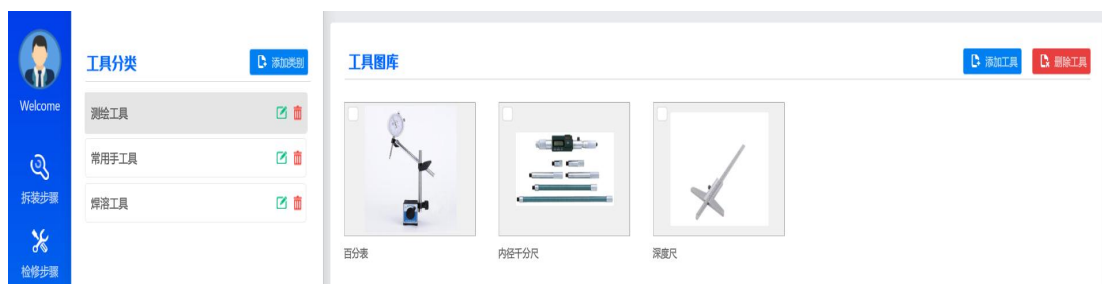 Welcome
拆装步骤
检修步骤
工具分类
添加类别
测绘工具
常用手工具
焊溶工具
工具图库
添加工具
删除工具
百分表
内径千分尺
深度尺